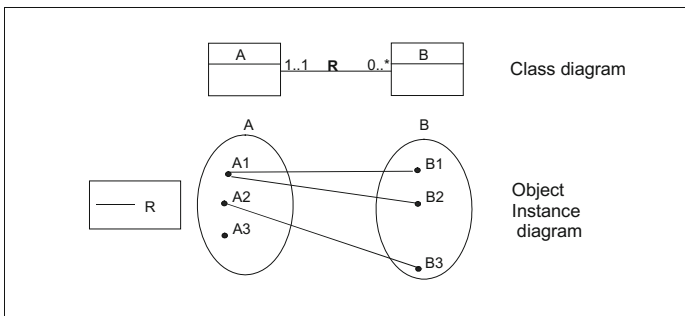 A
B
1..1 R 0..*
Class diagram
A
B
A1
B1
A2
B2
R
A3
B3
Object
Instance
diagram